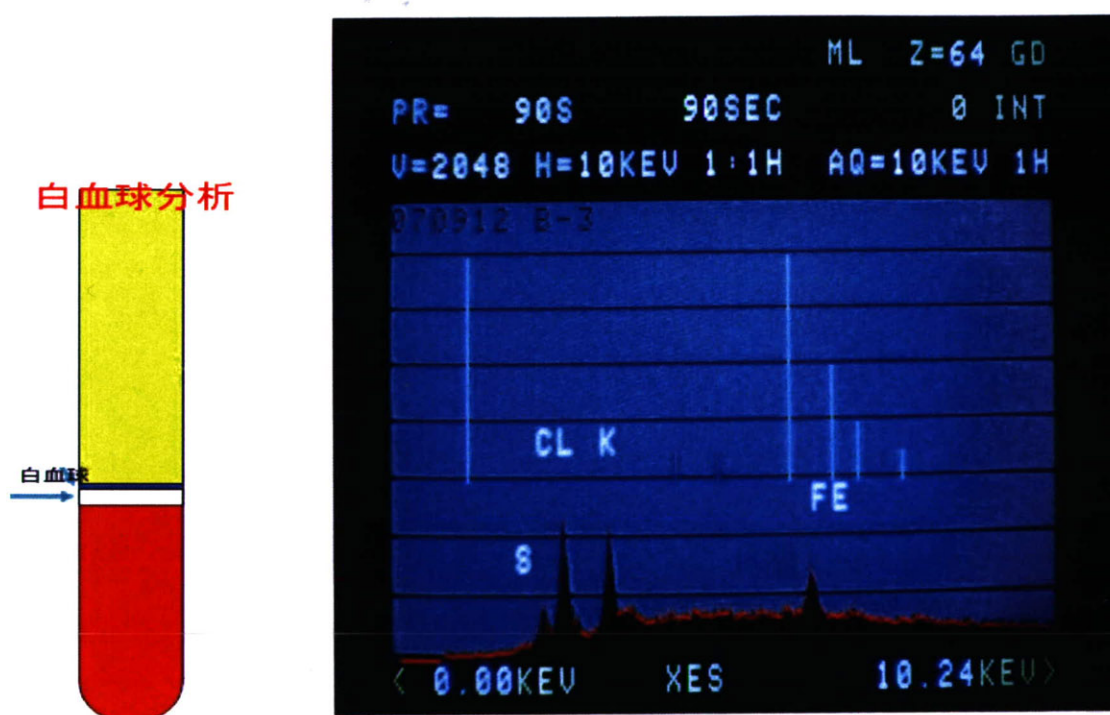 白血球分析
白血球
ML Z=64 GD
PR= 90S 90SEC 0 INT
V=2048 H=10KEV 1:1H AQ=10KEV 1H
070912 B-3
CL K
FE
S
< 0.00KEV XES 10.24KEV>